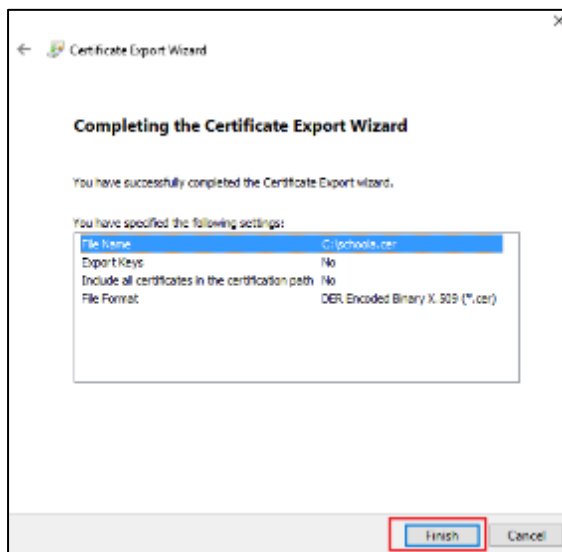 Certificate Export Wizard
Completing the Certificate Export Wizard
You have successfully completed the Certificate Export wizard.
You have specified the following settings:
File Name C:\schoola.cer
Export Keys No
Include all certificates in the certification path No
File Format DER Encoded Binary X.509 (*.cer)
Finish Cancel